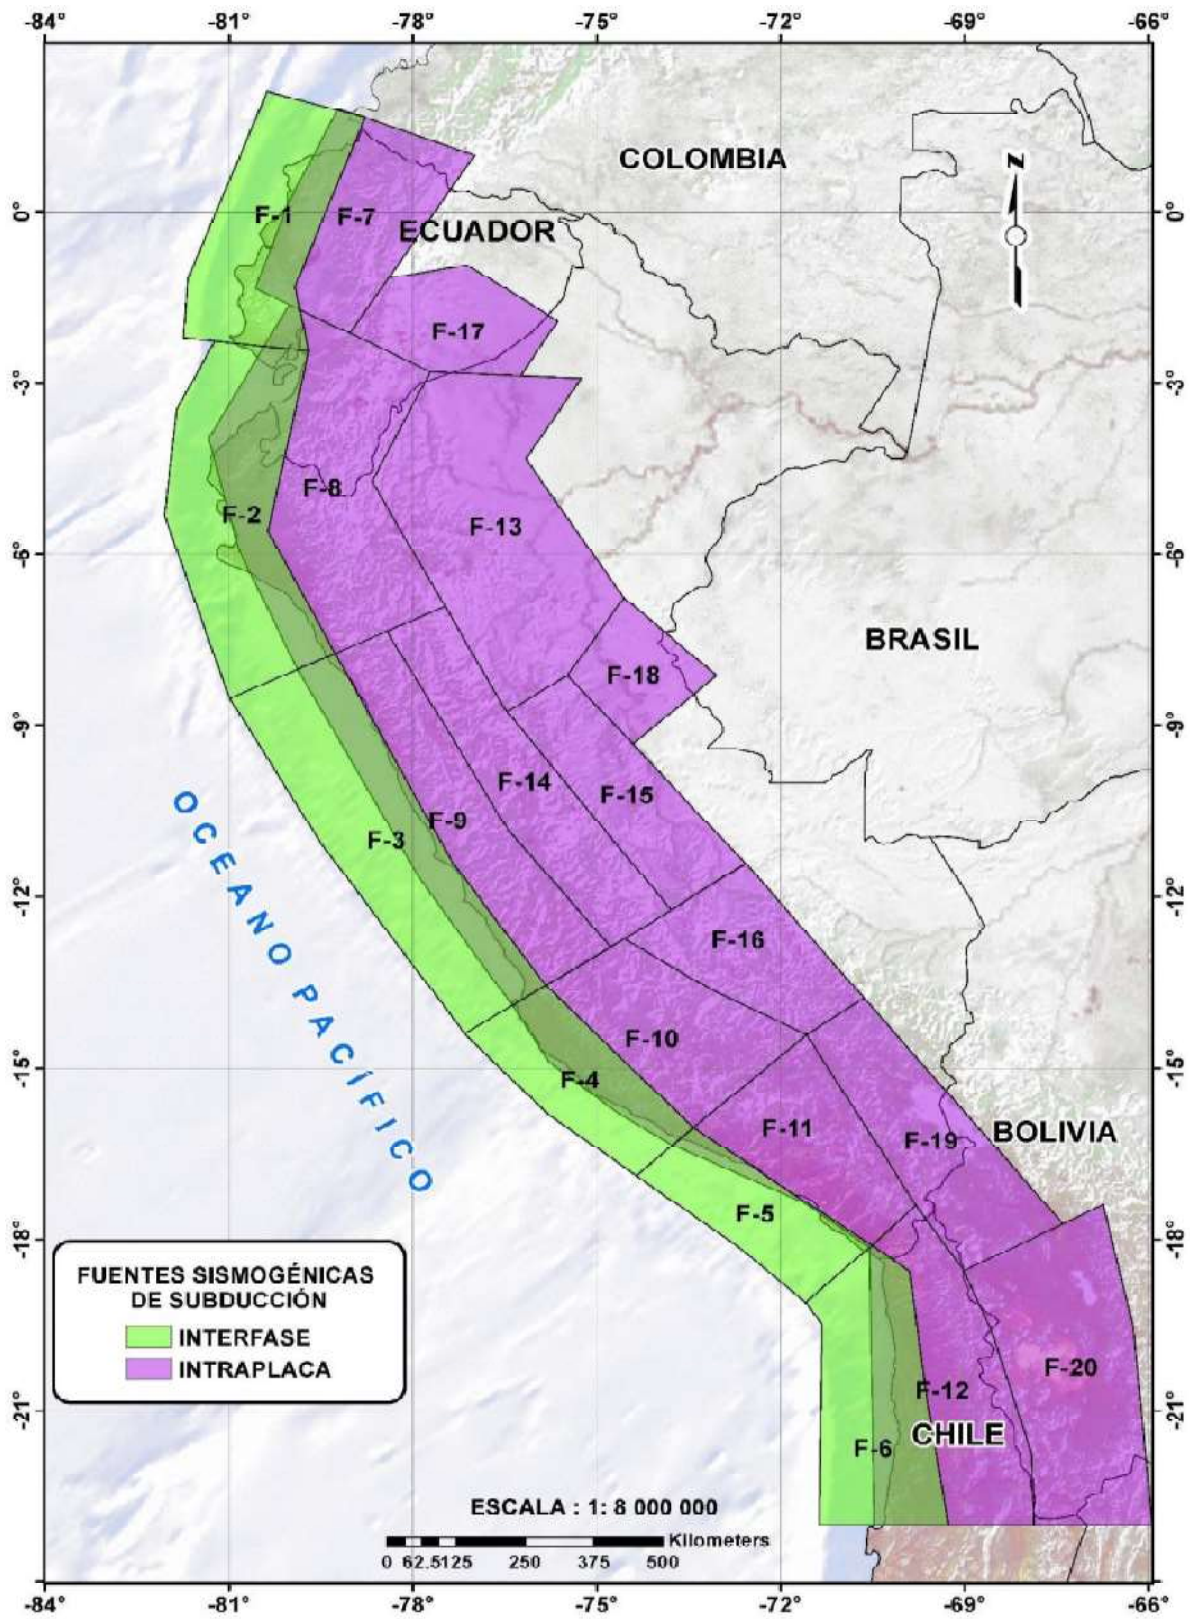 -84° -81° -78° -75° -72° -69° -66°
COLOMBIA
N
0° F-1 F-7 ECUADOR 0°
F-17
-3° -3°
F-8
F-2 F-13
-6° -6°
BRASIL
F-18
-9° -9°
F-14 F-15
F-3 F-9
OCEANO PACÍFICO
-12° -12°
F-16
F-10
-15° F-4 -15°
F-11 F-19 BOLIVIA
F-5
-18° -18°
FUENTES SISMOGÉNICAS
DE SUBDUCCIÓN
INTERFASE
INTRAPLACA
F-20
F-12
-21° -21°
CHILE
F-6
ESCALA : 1: 8 000 000
Kilometers
0 62.5125 250 375 500
-84° -81° -78° -75° -72° -69° -66°